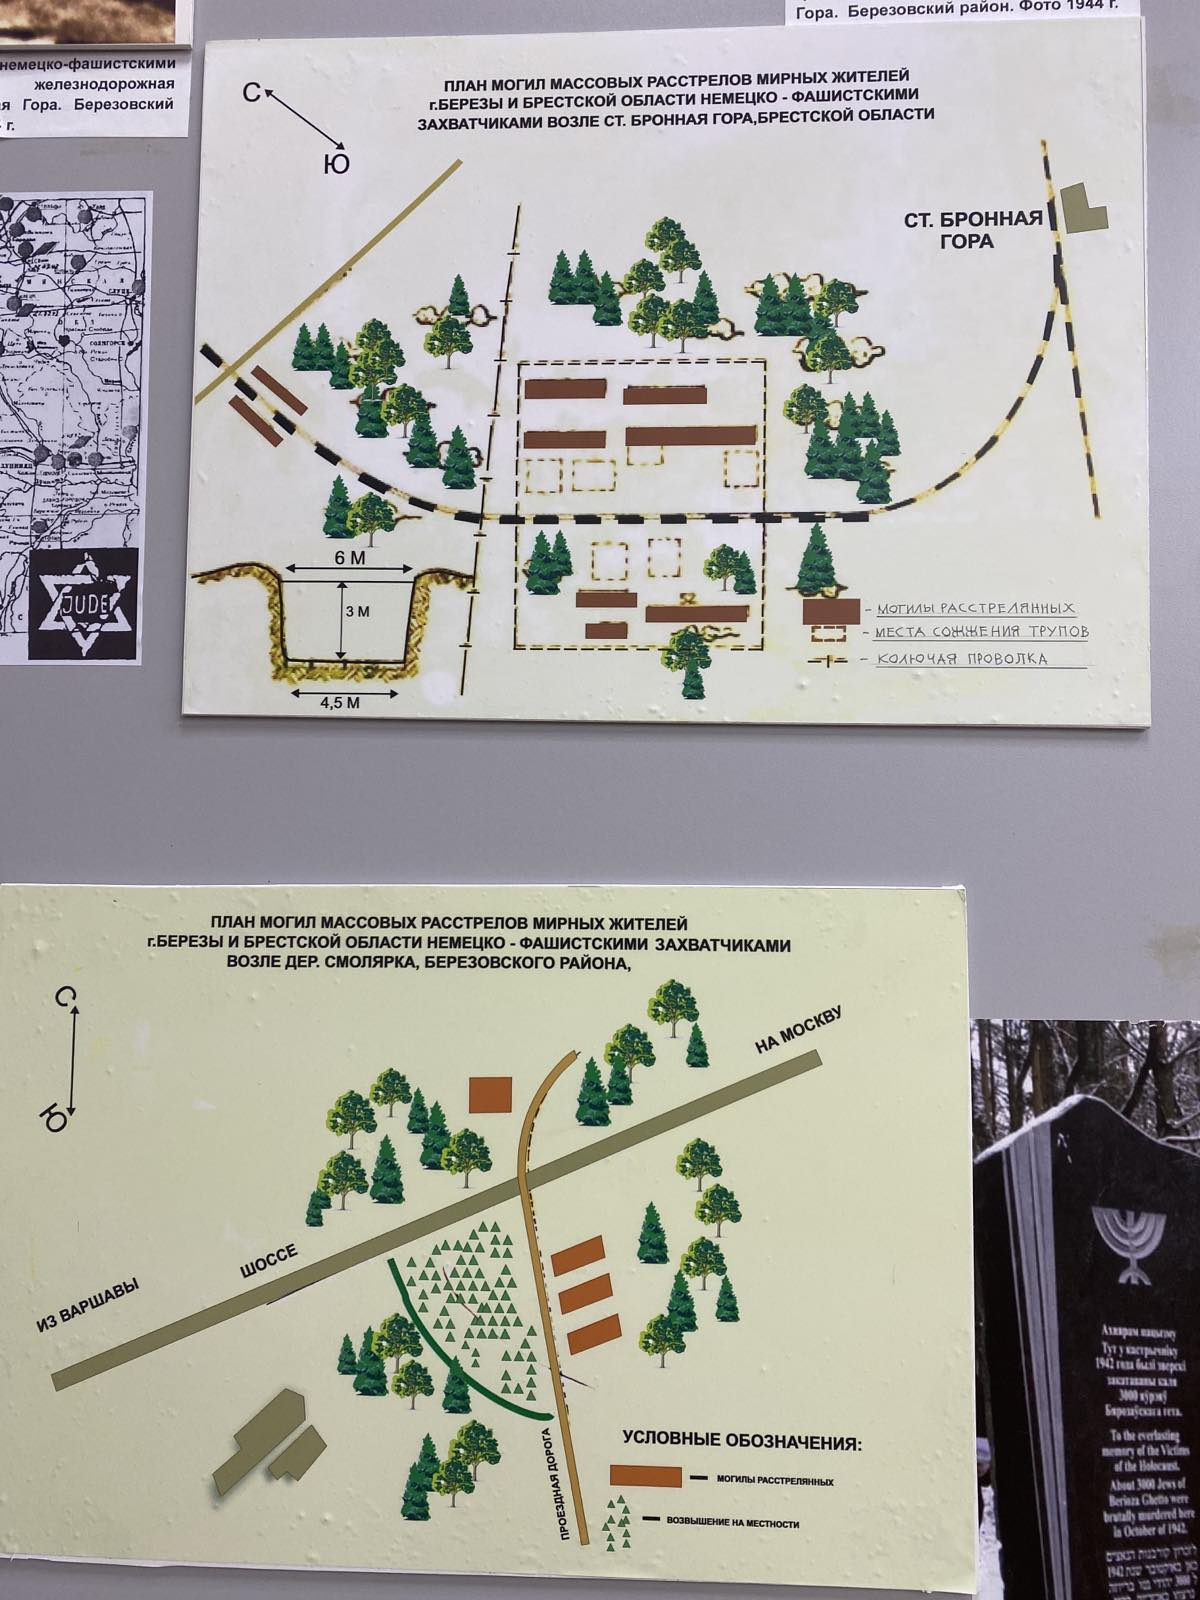 Гора. Березовский район. Фото 1944 г.
немецко-фашистскими
железнодорожная
Гора. Березовский
г.
ПЛАН МОГИЛ МАССОВЫХ РАССТРЕЛОВ МИРНЫХ ЖИТЕЛЕЙ
г.БЕРЕЗЫ И БРЕСТСКОЙ ОБЛАСТИ НЕМЕЦКО - ФАШИСТСКИМИ
ЗАХВАТЧИКАМИ ВОЗЛЕ СТ. БРОННАЯ ГОРА,БРЕСТСКОЙ ОБЛАСТИ
С
Ю
СТ. БРОННАЯ
ГОРА
6 М
3 М
4,5 М
- МОГИЛЫ РАССТРЕЛЯННЫХ
- МЕСТА СОЖЖЕНИЯ ТРУПОВ
- КОЛЮЧАЯ ПРОВОЛКА
JUDE
ПЛАН МОГИЛ МАССОВЫХ РАССТРЕЛОВ МИРНЫХ ЖИТЕЛЕЙ
г.БЕРЕЗЫ И БРЕСТСКОЙ ОБЛАСТИ НЕМЕЦКО - ФАШИСТСКИМИ ЗАХВАТЧИКАМИ
ВОЗЛЕ ДЕР. СМОЛЯРКА, БЕРЕЗОВСКОГО РАЙОНА,
С
Ю
НА МОСКВУ
ШОССЕ
ИЗ ВАРШАВЫ
ПРОЕЗДНАЯ ДОРОГА
УСЛОВНЫЕ ОБОЗНАЧЕНИЯ:
МОГИЛЫ РАССТРЕЛЯННЫХ
ВОЗВЫШЕНИЕ НА МЕСТНОСТИ
Ахвярам нацызму
Тут у кастрычніку
1942 года былі зверскі
закатаваны каля
3000 яўрэяў
Бярозаўскага гета.
To the everlasting
memory of the Victims
of the Holocaust.
About 3000 Jews of
Berioza Ghetto were
brutally murdered here
in October of 1942.